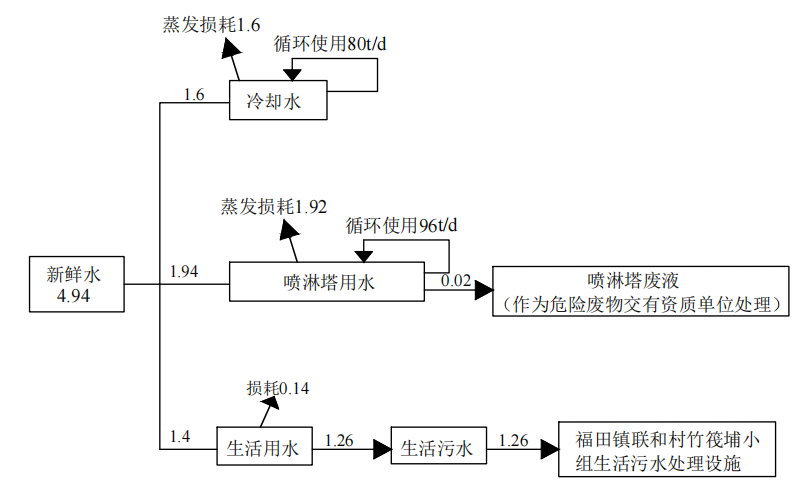 蒸发损耗1.6
循环使用80t/d
1.6
冷却水
蒸发损耗1.92
循环使用96t/d
新鲜水
4.94
1.94
喷淋塔用水
0.02
喷淋塔废液
（作为危险废物交有资质单位处理）
损耗0.14
1.4
生活用水
1.26
生活污水
1.26
福田镇联和村竹筏埔小
组生活污水处理设施